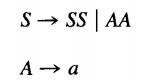 S → SS | AA
A → a